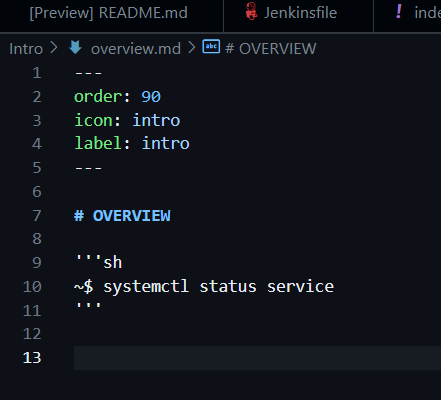 [Preview] README.md Jenkinsfile ! inde
Intro > overview.md > abc # OVERVIEW
1 ---
2 order: 90
3 icon: intro
4 label: intro
5 ---
6
7 # OVERVIEW
8
9 '''sh
10 ~$ systemctl status service
11 '''
12
13